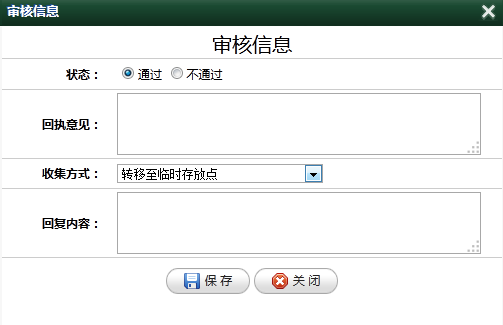 审核信息
审核信息
状态： 通过 不通过
回执意见：
收集方式： 转移至临时存放点
回复内容：
保 存 关 闭